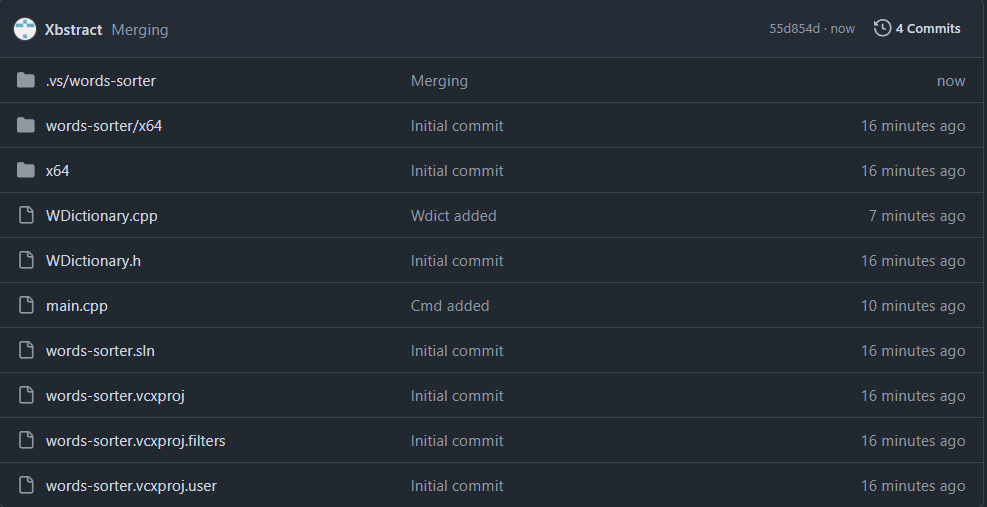 Xbstract Merging 55d854d · now 4 Commits
.vs/words-sorter Merging now
words-sorter/x64 Initial commit 16 minutes ago
x64 Initial commit 16 minutes ago
WDictionary.cpp Wdict added 7 minutes ago
WDictionary.h Initial commit 16 minutes ago
main.cpp Cmd added 10 minutes ago
words-sorter.sln Initial commit 16 minutes ago
words-sorter.vcxproj Initial commit 16 minutes ago
words-sorter.vcxproj.filters Initial commit 16 minutes ago
words-sorter.vcxproj.user Initial commit 16 minutes ago